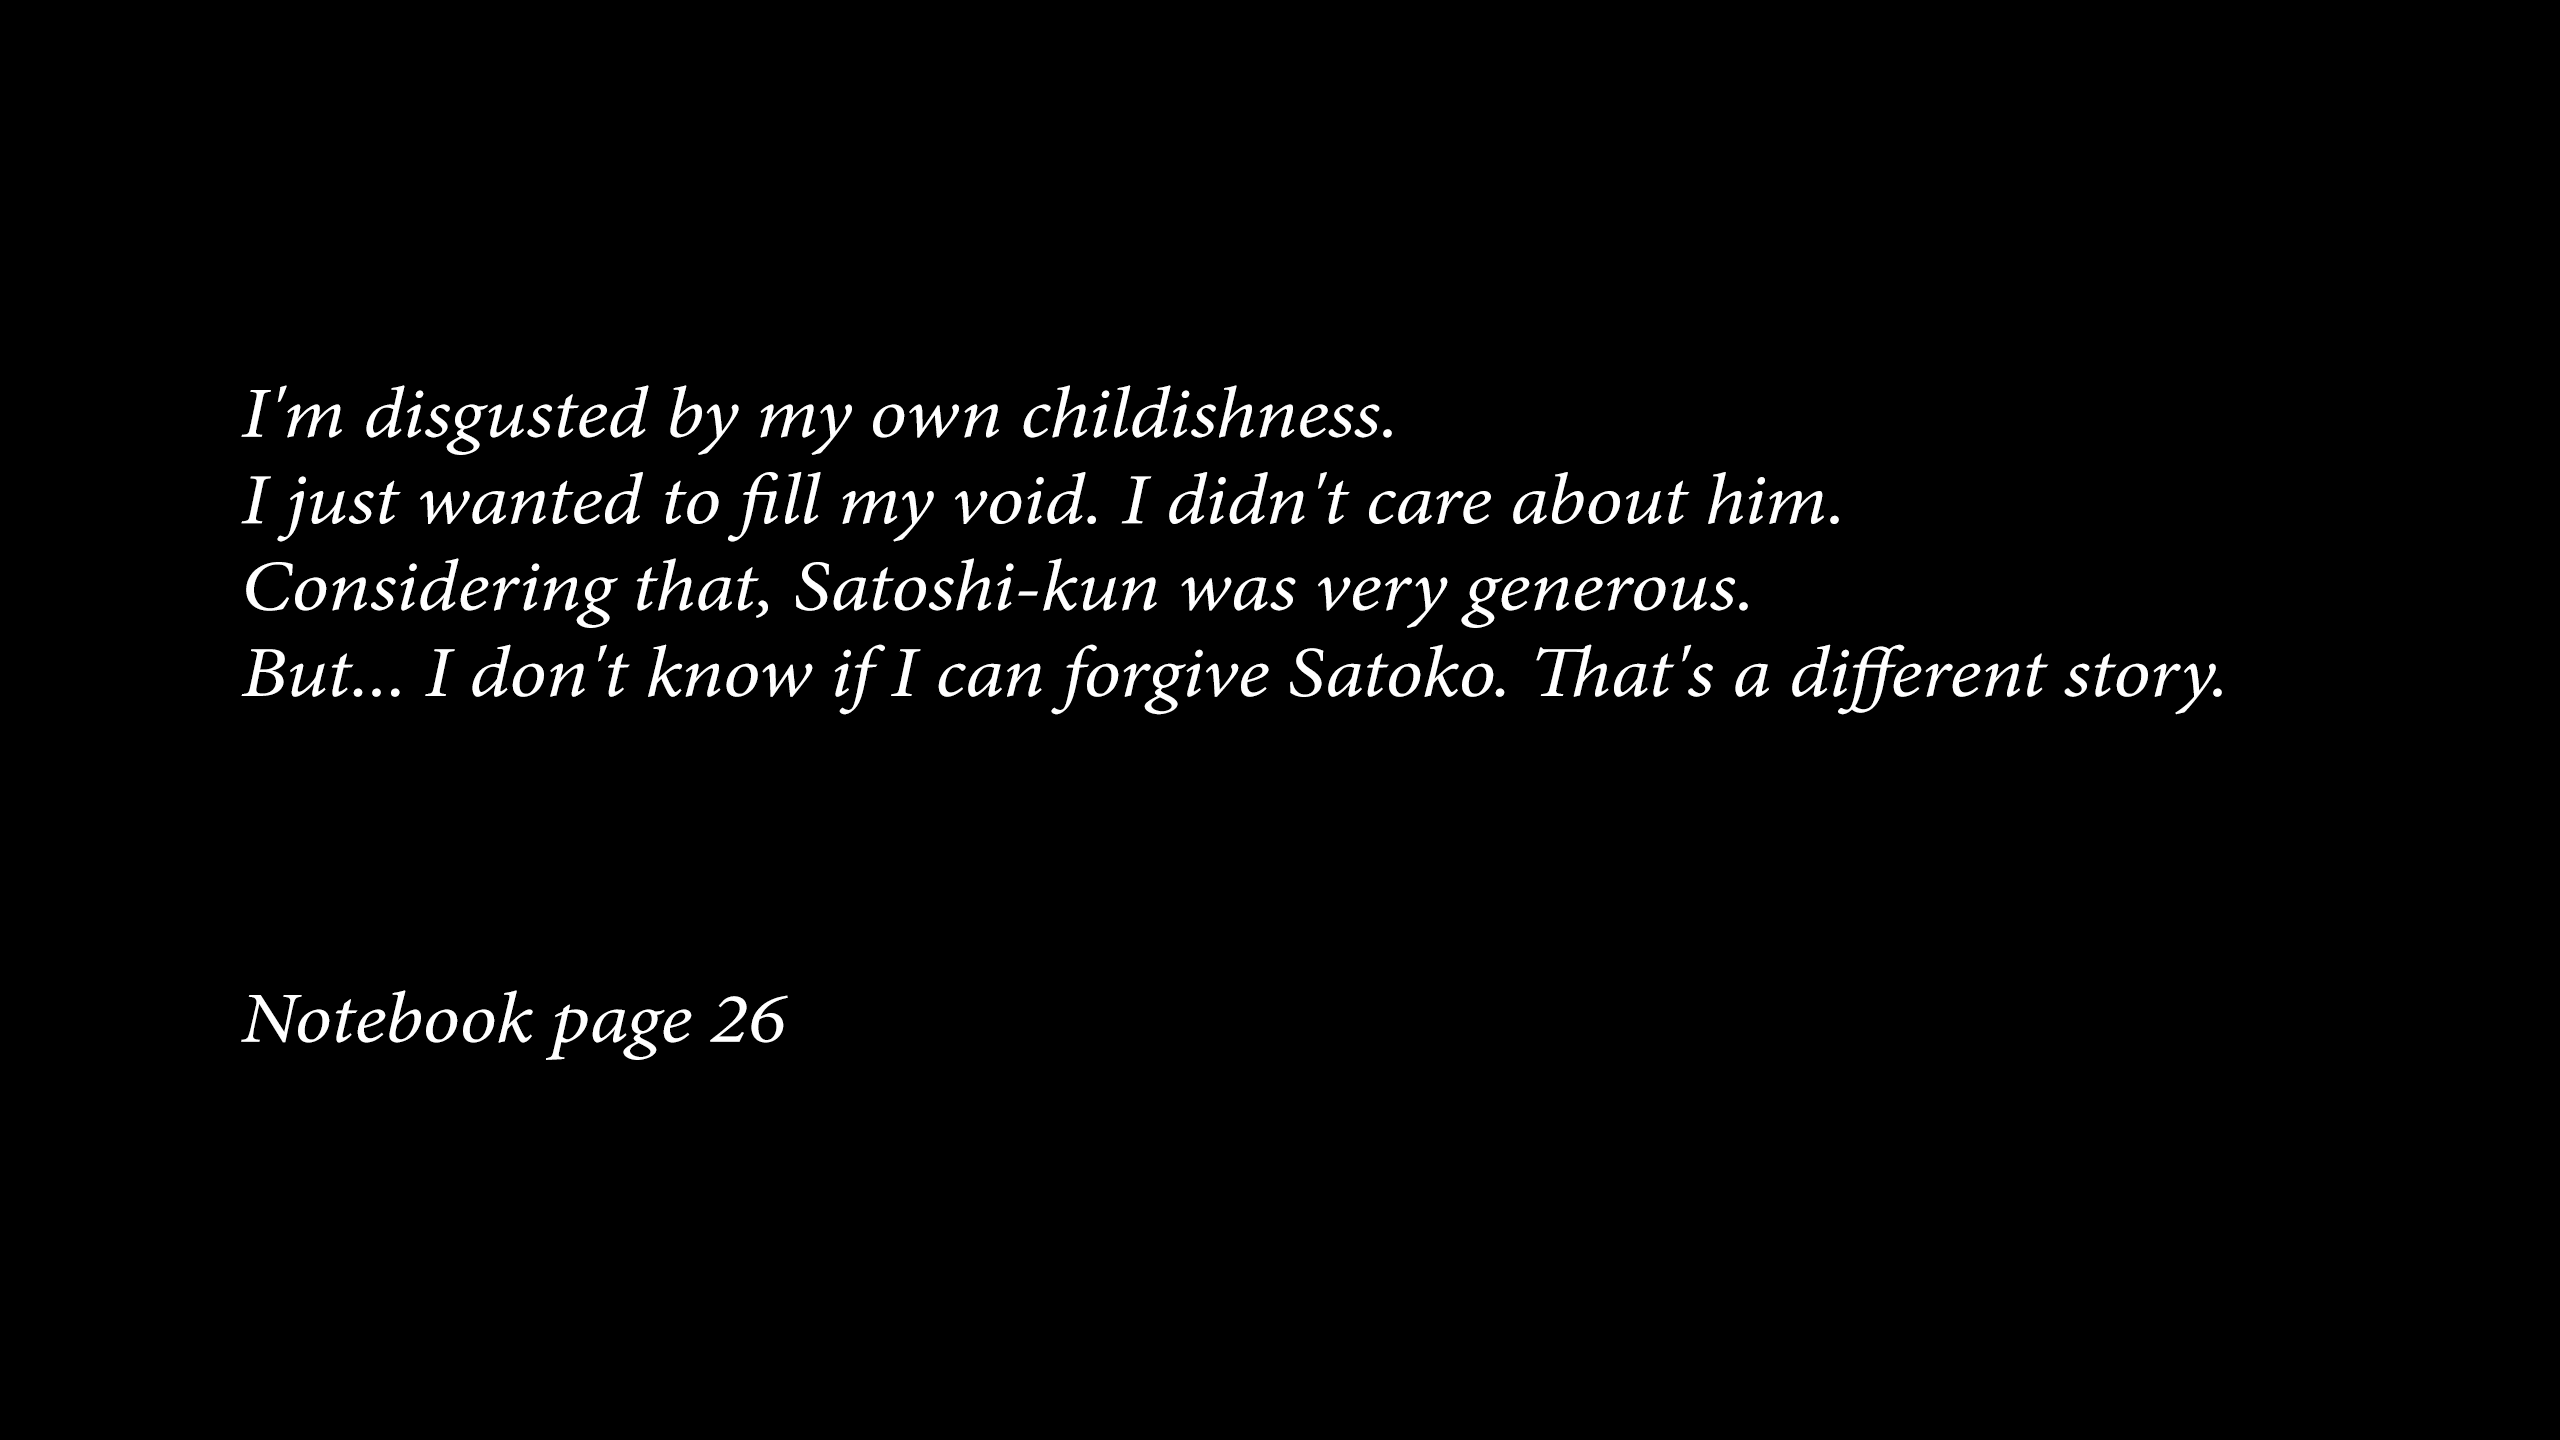 I'm disgusted by my own childishness.
I just wanted to fill my void. I didn't care about him.
Considering that, Satoshi-kun was very generous.
But... I don't know if I can forgive Satoko. That's a different story.
Notebook page 26